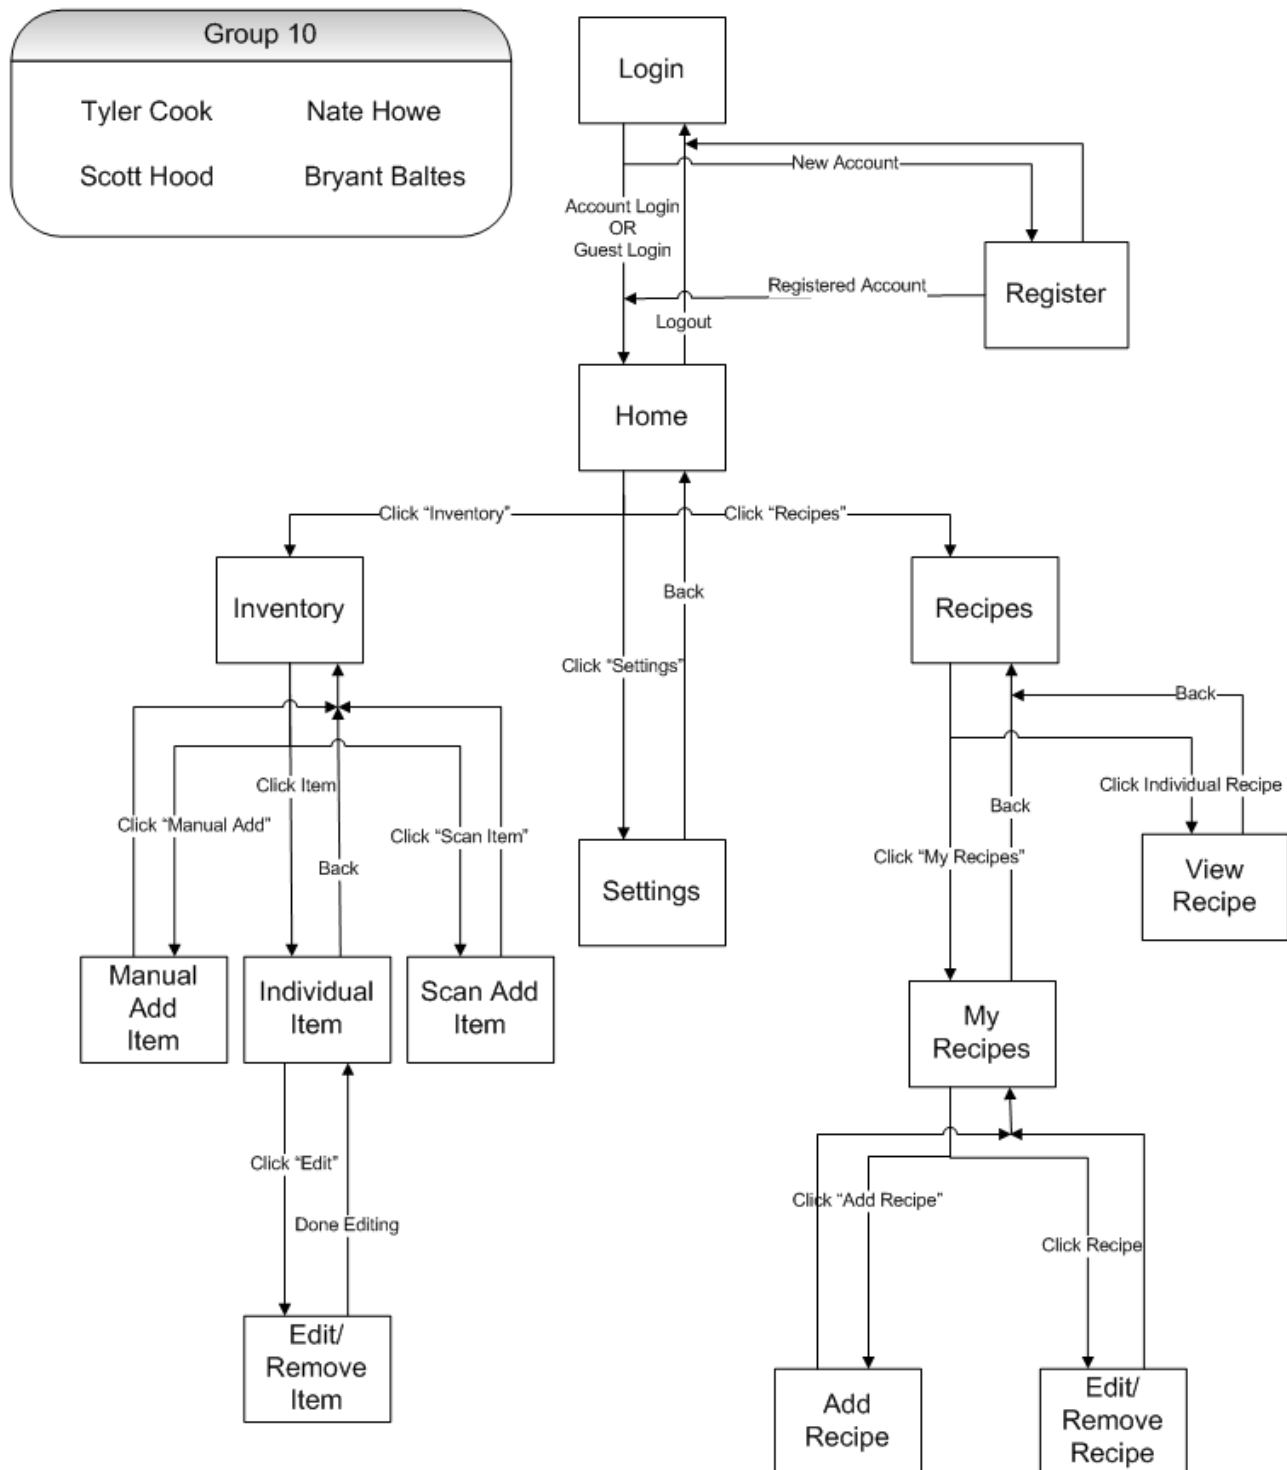 Group 10
Tyler Cook
Nate Howe
Scott Hood
Bryant Baltes
Login
New Account
Account Login
OR
Guest Login
Registered Account
Register
Logout
Home
Click “Inventory”
Click “Recipes”
Inventory
Back
Recipes
Click “Settings”
Back
Click Item
Click Individual Recipe
Click “Manual Add”
Click “Scan Item”
Back
Back
Click “My Recipes”
Settings
View
Recipe
Manual
Add
Item
Individual
Item
Scan Add
Item
My
Recipes
Click “Edit”
Done Editing
Click “Add Recipe”
Click Recipe
Edit/
Remove
Item
Add
Recipe
Edit/
Remove
Recipe